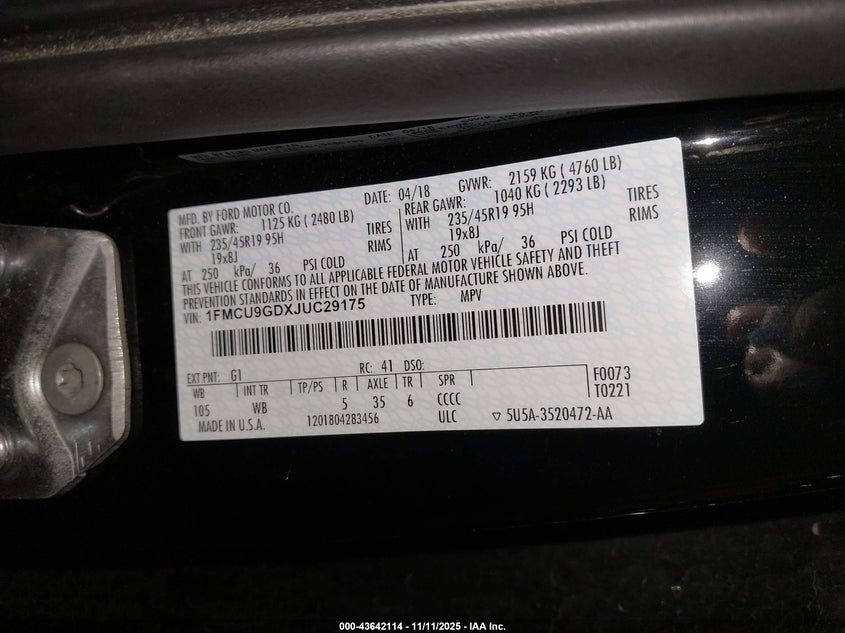 MFD. BY FORD MOTOR CO. DATE: 04/18 GVWR: 2159 KG ( 4760 LB)
FRONT GAWR: 1125 KG ( 2480 LB) REAR GAWR: 1040 KG ( 2293 LB)
WITH 235/45R19 95H TIRES WITH 235/45R19 95H TIRES
19x8J RIMS 19x8J RIMS
AT 250 kPa/ 36 PSI COLD AT 250 kPa/ 36 PSI COLD
THIS VEHICLE CONFORMS TO ALL APPLICABLE FEDERAL MOTOR VEHICLE SAFETY AND THEFT
PREVENTION STANDARDS IN EFFECT ON THE DATE OF MANUFACTURE SHOWN ABOVE.
VIN: 1FMCU9GDXJUC29175 TYPE: MPV
EXT PNT: G1 RC: 41 DSO: F0073
WB INT TR TP/PS R AXLE TR SPR T0221
105 WB 5 35 6 CCCC
MADE IN U.S.A. 1201804283456 ULC ▽ 5U5A-3520472-AA
000-43642114 - 11/11/2025 - IAA Inc.